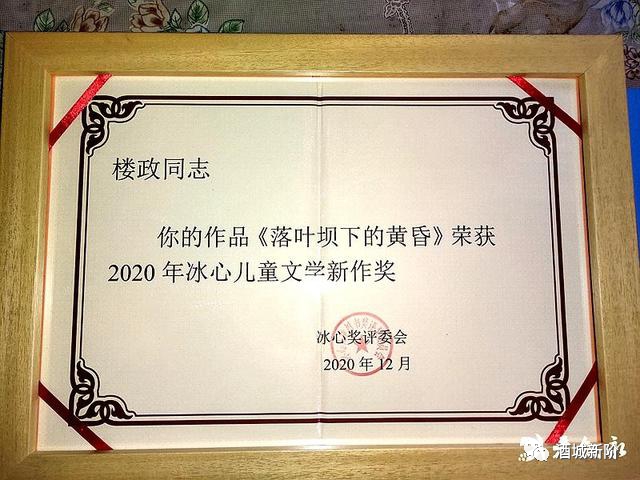 楼政同志
你的作品《落叶坝下的黄昏》荣获
2020年冰心儿童文学新作奖
冰心奖评委会
2020年12月
酒城新陌